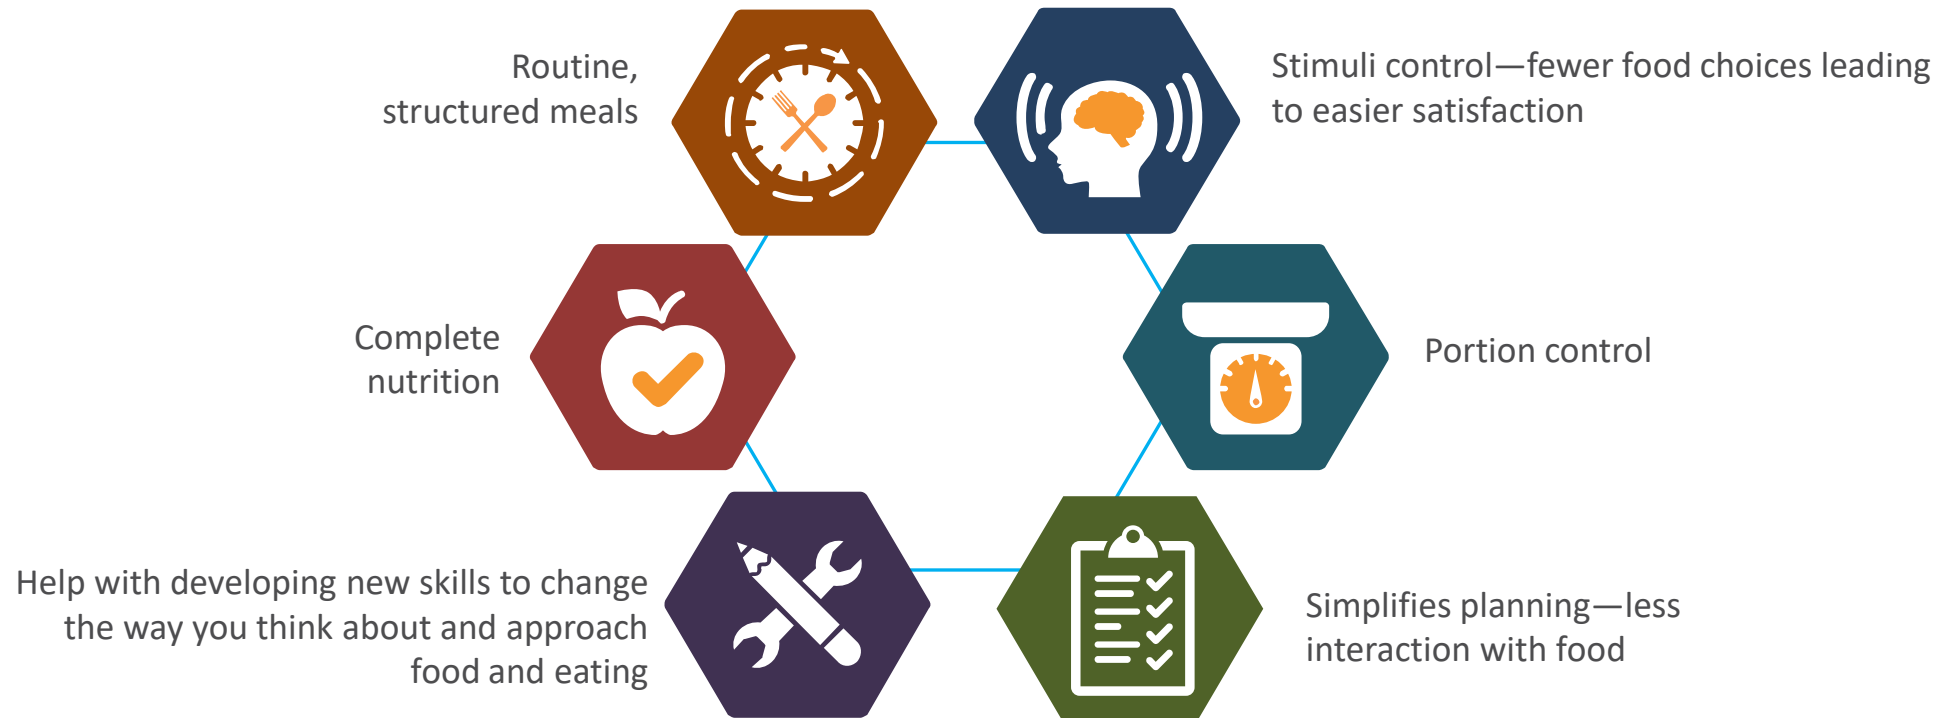 Routine,
structured meals
Stimuli control—fewer food choices leading
to easier satisfaction
Complete
nutrition
Portion control
Help with developing new skills to change
the way you think about and approach
food and eating
Simplifies planning—less
interaction with food